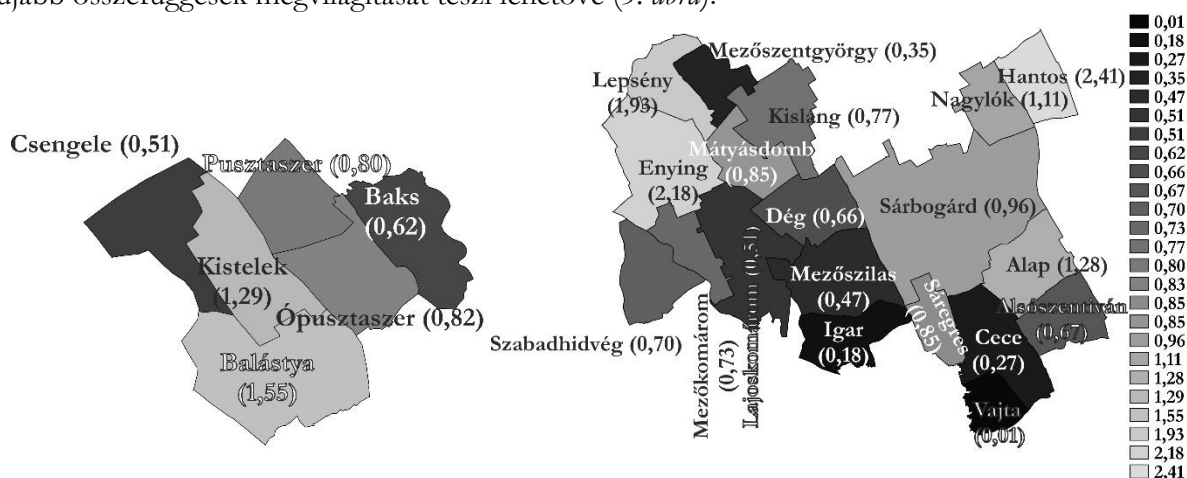 újabb összefüggések megvilágítását teszi lehetővé (3. ábra).
Csengele (0,51)
Pusztaszer (0,80)
Baks
(0,62)
Kistelek
(1,29)
Ópusztaszer (0,82)
Balástya
(1,55)
Mezőszentgyörgy (0,35)
Lepsény
(1,93)
Hantos (2,41)
Nagylók (1,11)
Kisláng (0,77)
Mátyásdomb
(0,85)
Enying
(2,18)
Dég (0,66)
Sárbogárd (0,96)
Mezőszilas
(0,47)
Alap (1,28)
Alsószentiván
(0,67)
Igar
(0,18)
Sáregres
(0,85)
Cece
(0,27)
Vajta
(0,01)
Szabadhidvég (0,70)
Mezőkomárom
(0,73)
Lajoskomárom (0,51)
0,01
0,18
0,27
0,35
0,47
0,51
0,51
0,62
0,66
0,67
0,70
0,73
0,77
0,80
0,83
0,85
0,85
0,96
1,11
1,28
1,29
1,55
1,93
2,18
2,41